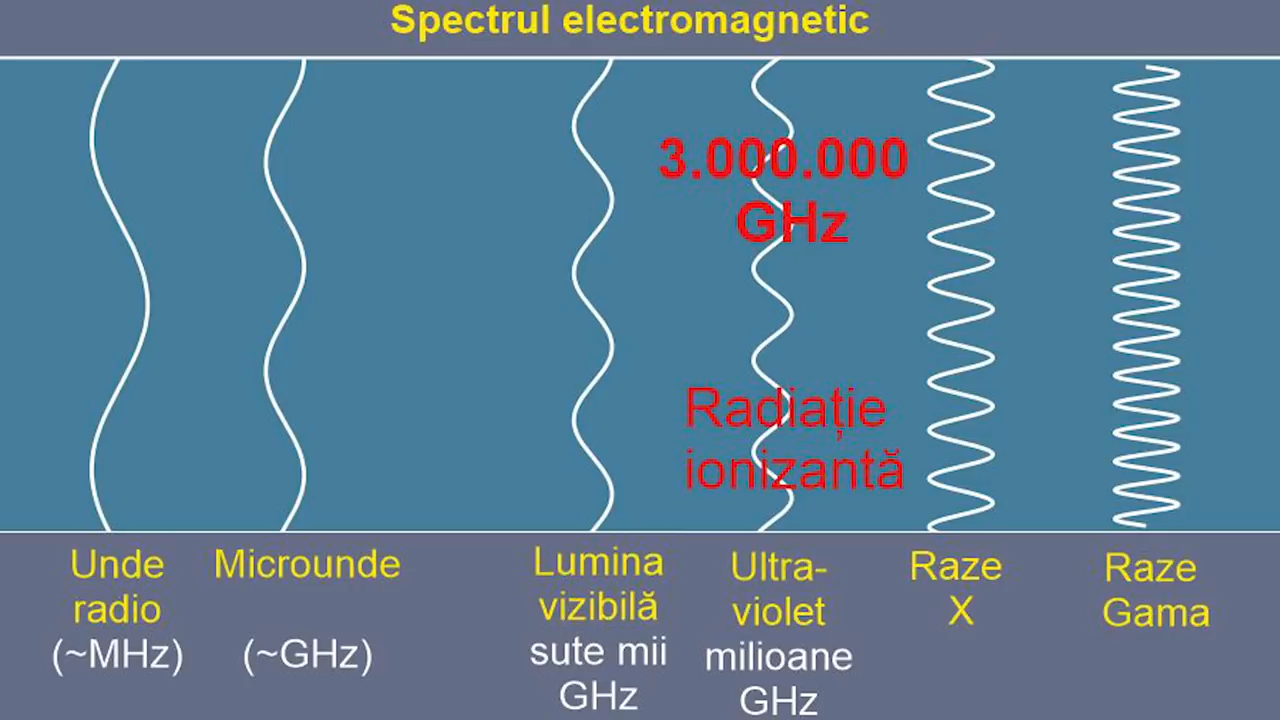 Spectrul electromagnetic
3.000.000
GHz
Radiație
ionizantă
Unde
radio
(~MHz)
Microunde
(~GHz)
Lumina
vizibilă
sute mii
GHz
Ultra-
violet
milioane
GHz
Raze
X
Raze
Gama